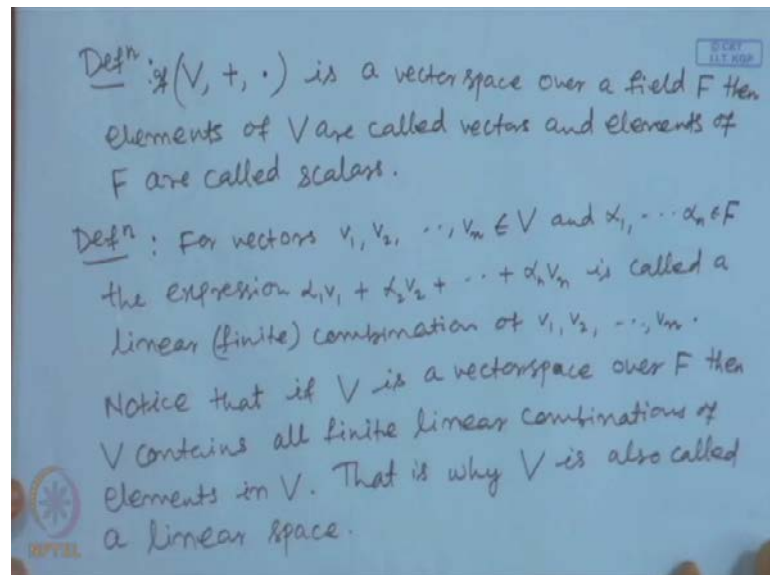 Defⁿ: If (V, +, ·) is a vector space over a field F then
elements of V are called vectors and elements of
F are called scalars.
Defⁿ: For vectors v₁, v₂, ..., vₙ ∈ V and α₁, ... αₙ ∈ F
the expression α₁v₁ + α₂v₂ + ... + αₙvₙ is called a
linear (finite) combination of v₁, v₂, ..., vₙ.
Notice that if V is a vectorspace over F then
V contains all finite linear combinations of
elements in V. That is why V is also called
a linear space.
© CET
I.I.T. KGP
NPTEL